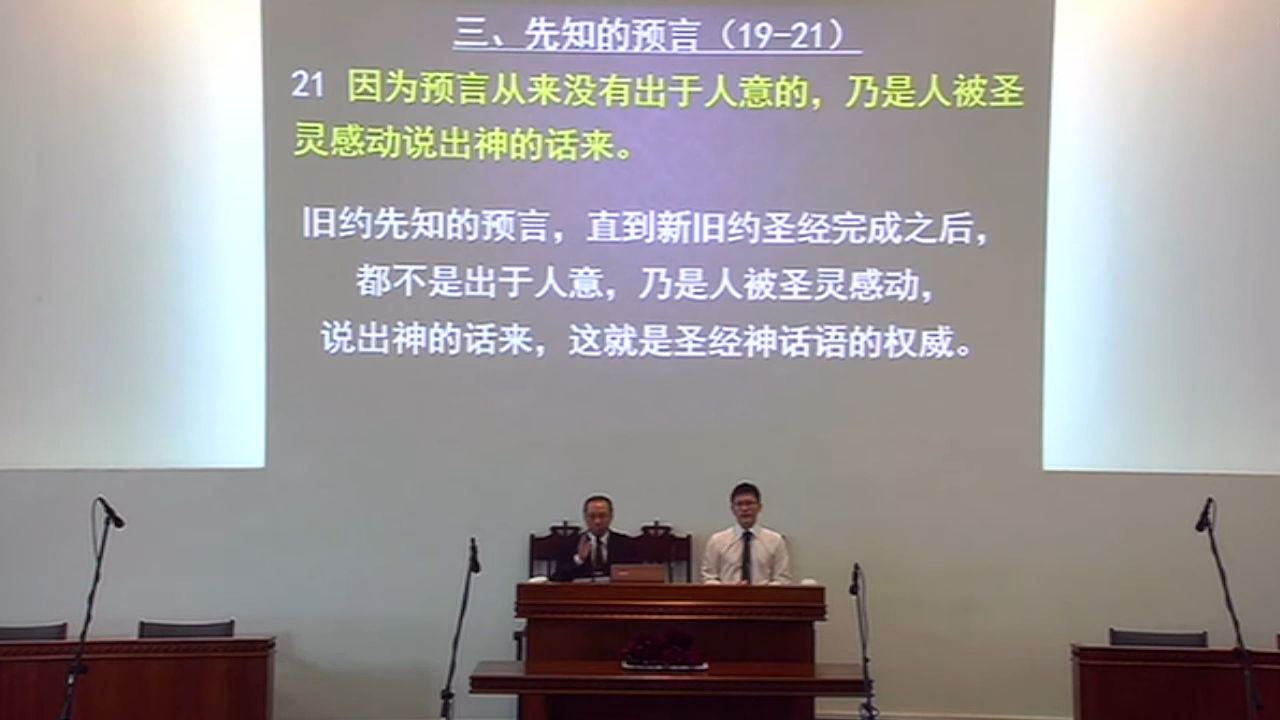 三、先知的预言（19-21）
21 因为预言从来没有出于人意的，乃是人被圣
灵感动说出神的话来。
旧约先知的预言，直到新旧约圣经完成之后，
都不是出于人意，乃是人被圣灵感动，
说出神的话来，这就是圣经神话语的权威。